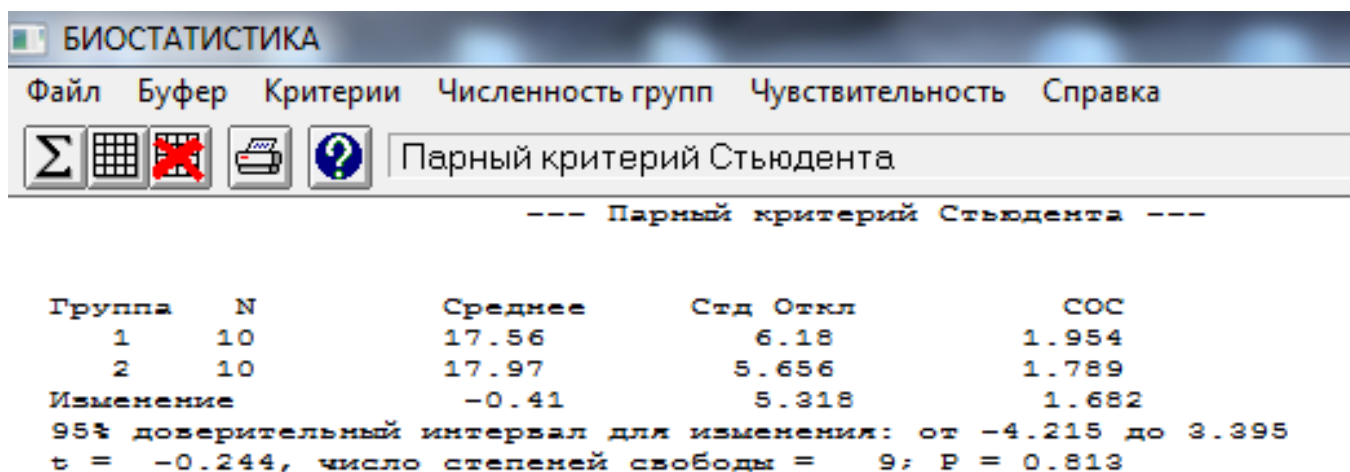 БИОСТАТИСТИКА
Файл Буфер Критерии Численность групп Чувствительность Справка
Парный критерий Стьюдента
--- Парный критерий Стьюдента ---
Группа N Среднее Стд Откл СОС
1 10 17.56 6.18 1.954
2 10 17.97 5.656 1.789
Изменение -0.41 5.318 1.682
95% доверительный интервал для изменения: от -4.215 до 3.395
t = -0.244, число степеней свободы = 9; P = 0.813